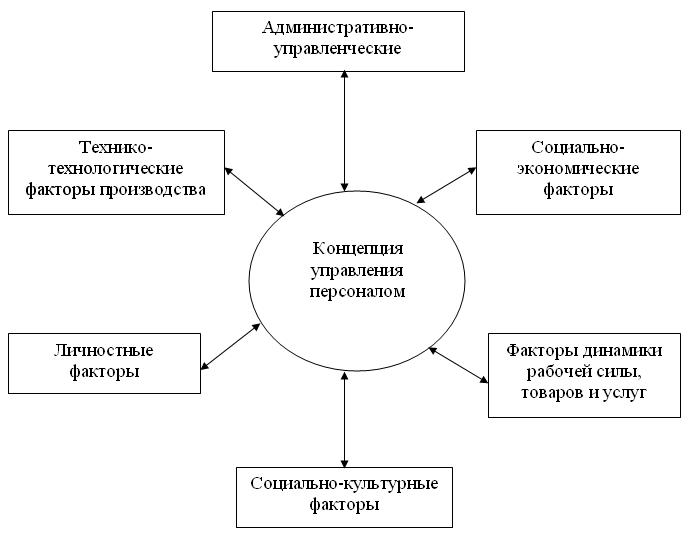 Административно-
управленческие
Технико-
технологические
факторы производства
Социально-
экономические
факторы
Концепция
управления
персоналом
Личностные
факторы
Факторы динамики
рабочей силы,
товаров и услуг
Социально-культурные
факторы